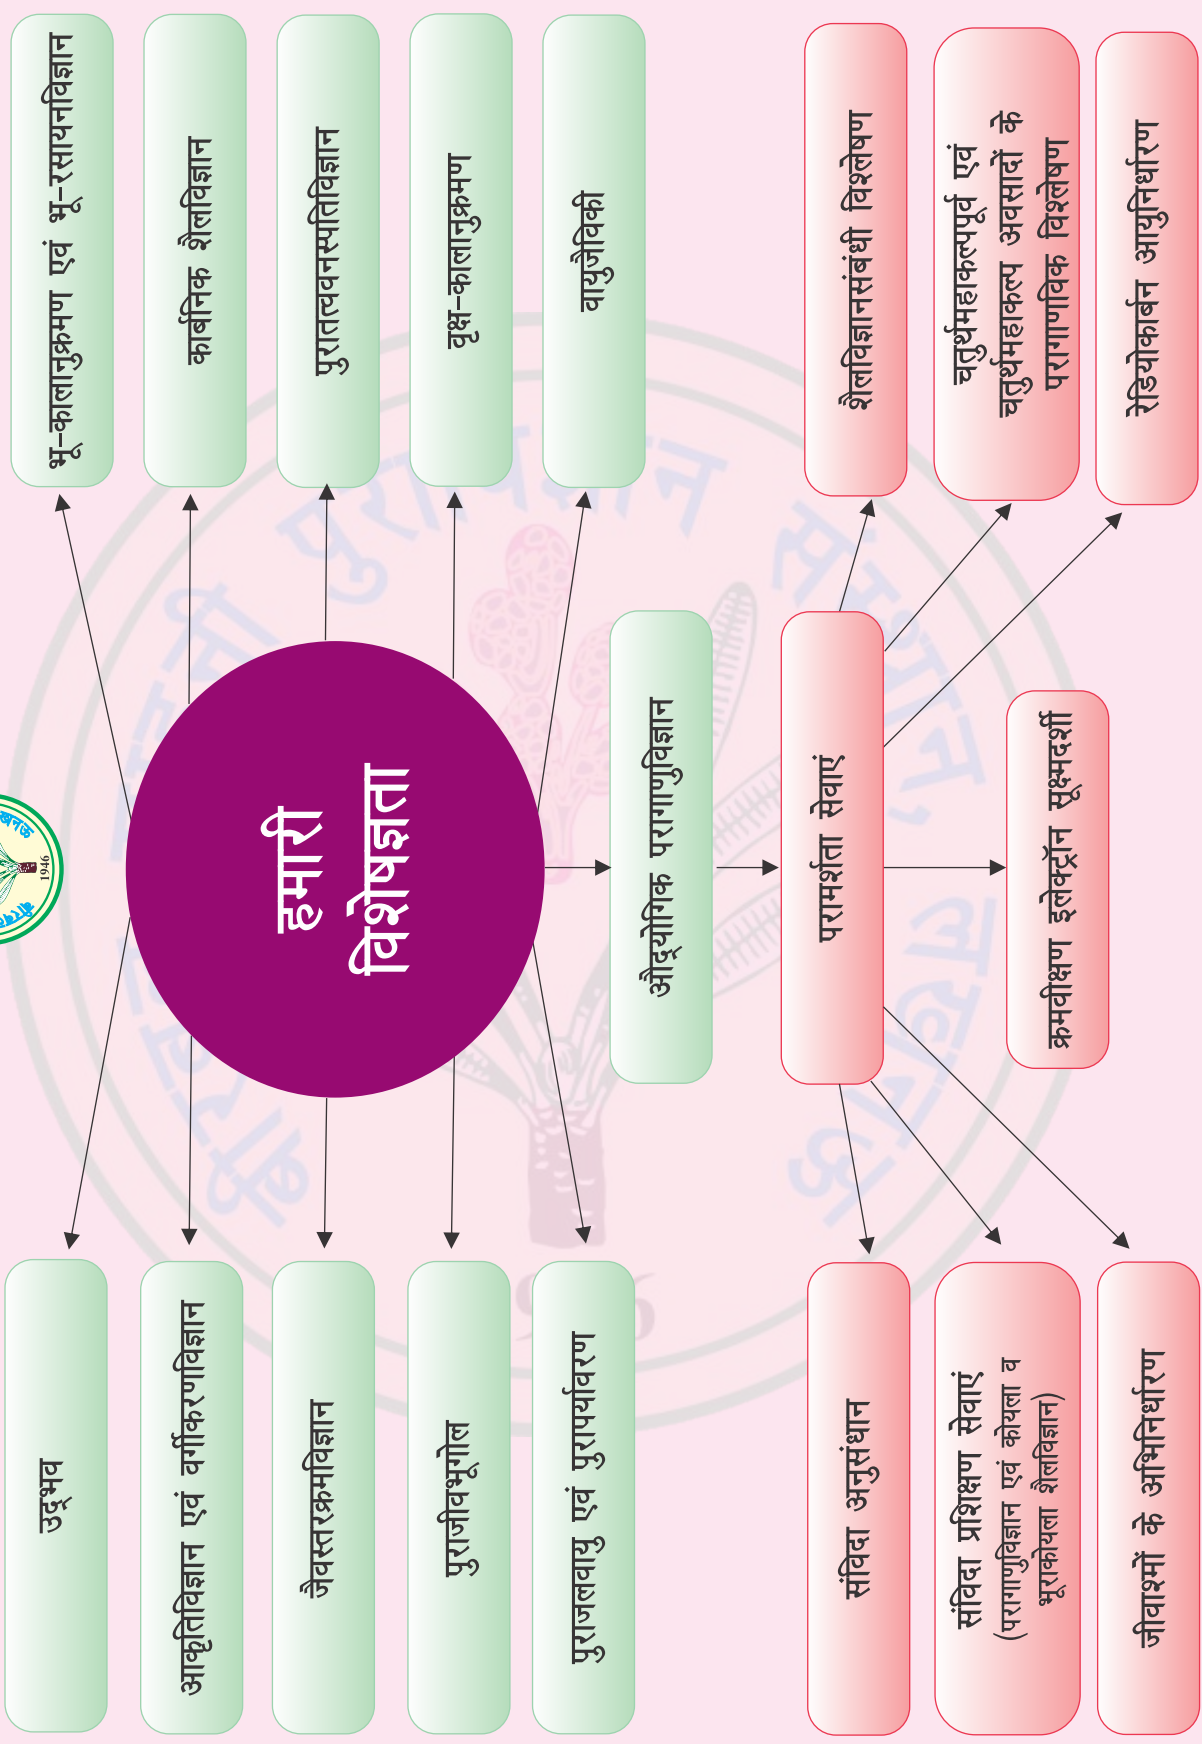 1946
हमारी
विशेषज्ञता
उद्भव
आकृतिविज्ञान एवं वर्गीकरणविज्ञान
जैवस्तरक्रमविज्ञान
पुराजीवभूगोल
पुराजलवायु एवं पुरापर्यावरण
भू-कालानुक्रमण एवं भू-रसायनविज्ञान
कार्बनिक शैलविज्ञान
पुरातत्त्ववनस्पतिविज्ञान
वृक्ष-कालानुक्रमण
वायुजैविकी
औद्योगिक परागाणुविज्ञान
परामर्शता सेवाएं
संविदा अनुसंधान
संविदा प्रशिक्षण सेवाएं
(परागाणुविज्ञान एवं कोयला व
भूराकोयला शैलविज्ञान)
जीवाश्मों के अभिनिर्धारण
क्रमवीक्षण इलेक्ट्रॉन सूक्ष्मदर्शी
शैलविज्ञानसंबंधी विश्लेषण
चतुर्थमहाकल्पपूर्व एवं
चतुर्थमहाकल्प अवसादों के
परागाणविक विश्लेषण
रेडियोकार्बन आयुनिर्धारण